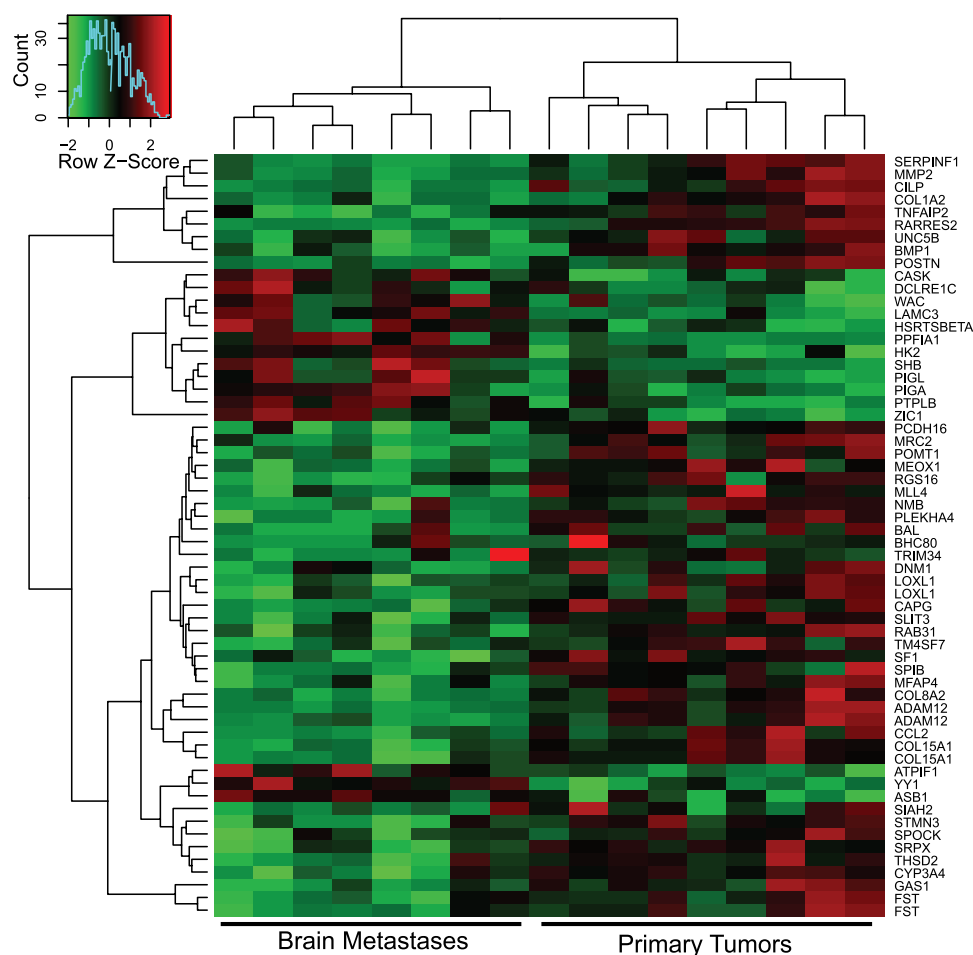 Count
0 10 30
−2 0 2
Row Z−Score
SERPINF1
MMP2
CILP
COL1A2
TNFAIP2
RARRES2
UNC5B
BMP1
POSTN
CASK
DCLRE1C
WAC
LAMC3
HSRTSBETA
PPFIA1
HK2
SHB
PIGL
PIGA
PTPLB
ZIC1
PCDH16
MRC2
POMT1
MEOX1
RGS16
MLL4
NMB
PLEKHA4
BAL
BHC80
TRIM34
DNM1
LOXL1
LOXL1
CAPG
SLIT3
RAB31
TM4SF7
SF1
SPIB
MFAP4
COL8A2
ADAM12
ADAM12
CCL2
COL15A1
COL15A1
ATPIF1
YY1
ASB1
SIAH2
STMN3
SPOCK
SRPX
THSD2
CYP3A4
GAS1
FST
FST
Brain Metastases
Primary Tumors